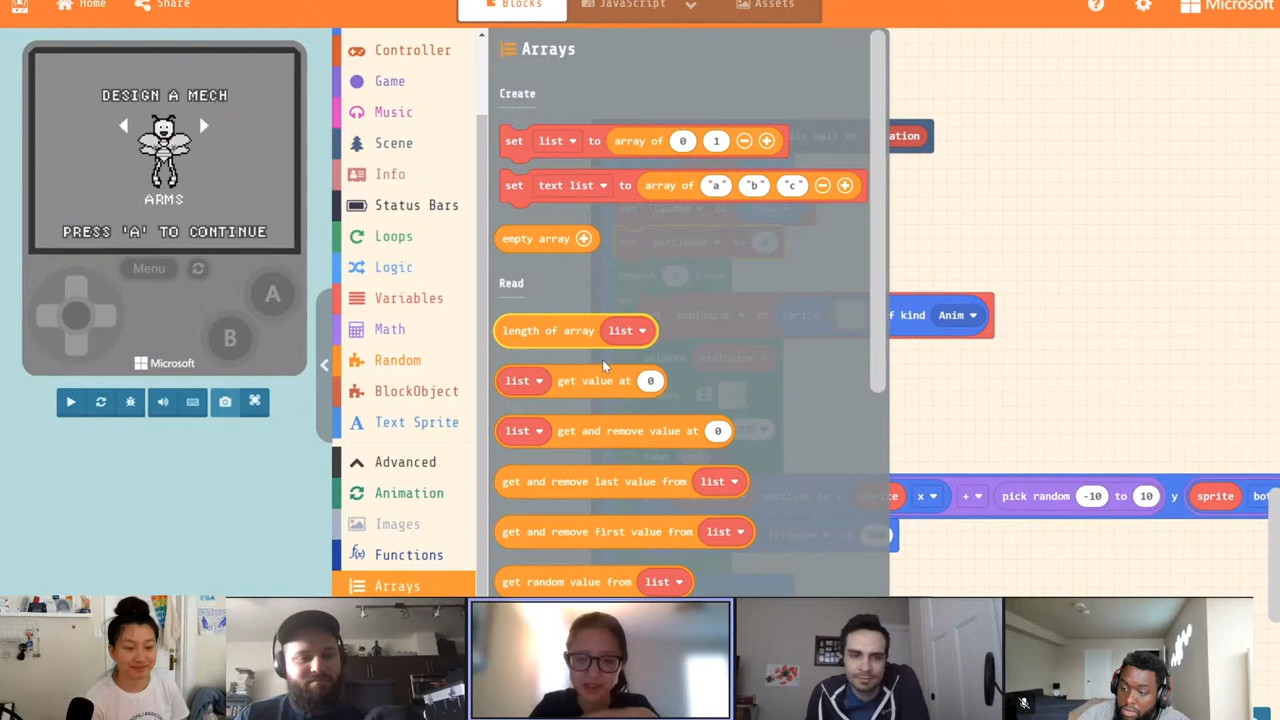 Home
Share
Blocks
JavaScript
Assets
Microsoft
DESIGN A MECH
ARMS
PRESS 'A' TO CONTINUE
Menu
A
B
Microsoft
Controller
Game
Music
Scene
Info
Status Bars
Loops
Logic
Variables
Math
Random
BlockObject
Text Sprite
Advanced
Animation
Images
Functions
Arrays
Arrays
Create
set list to array of 0 1
set text list to array of "a" "b" "c"
empty array
Read
length of array list
list get value at 0
list get and remove value at 0
get and remove last value from list
get and remove first value from list
get random value from list
ation
kind Anim
sprite x + pick random -10 to 10 y sprite bot